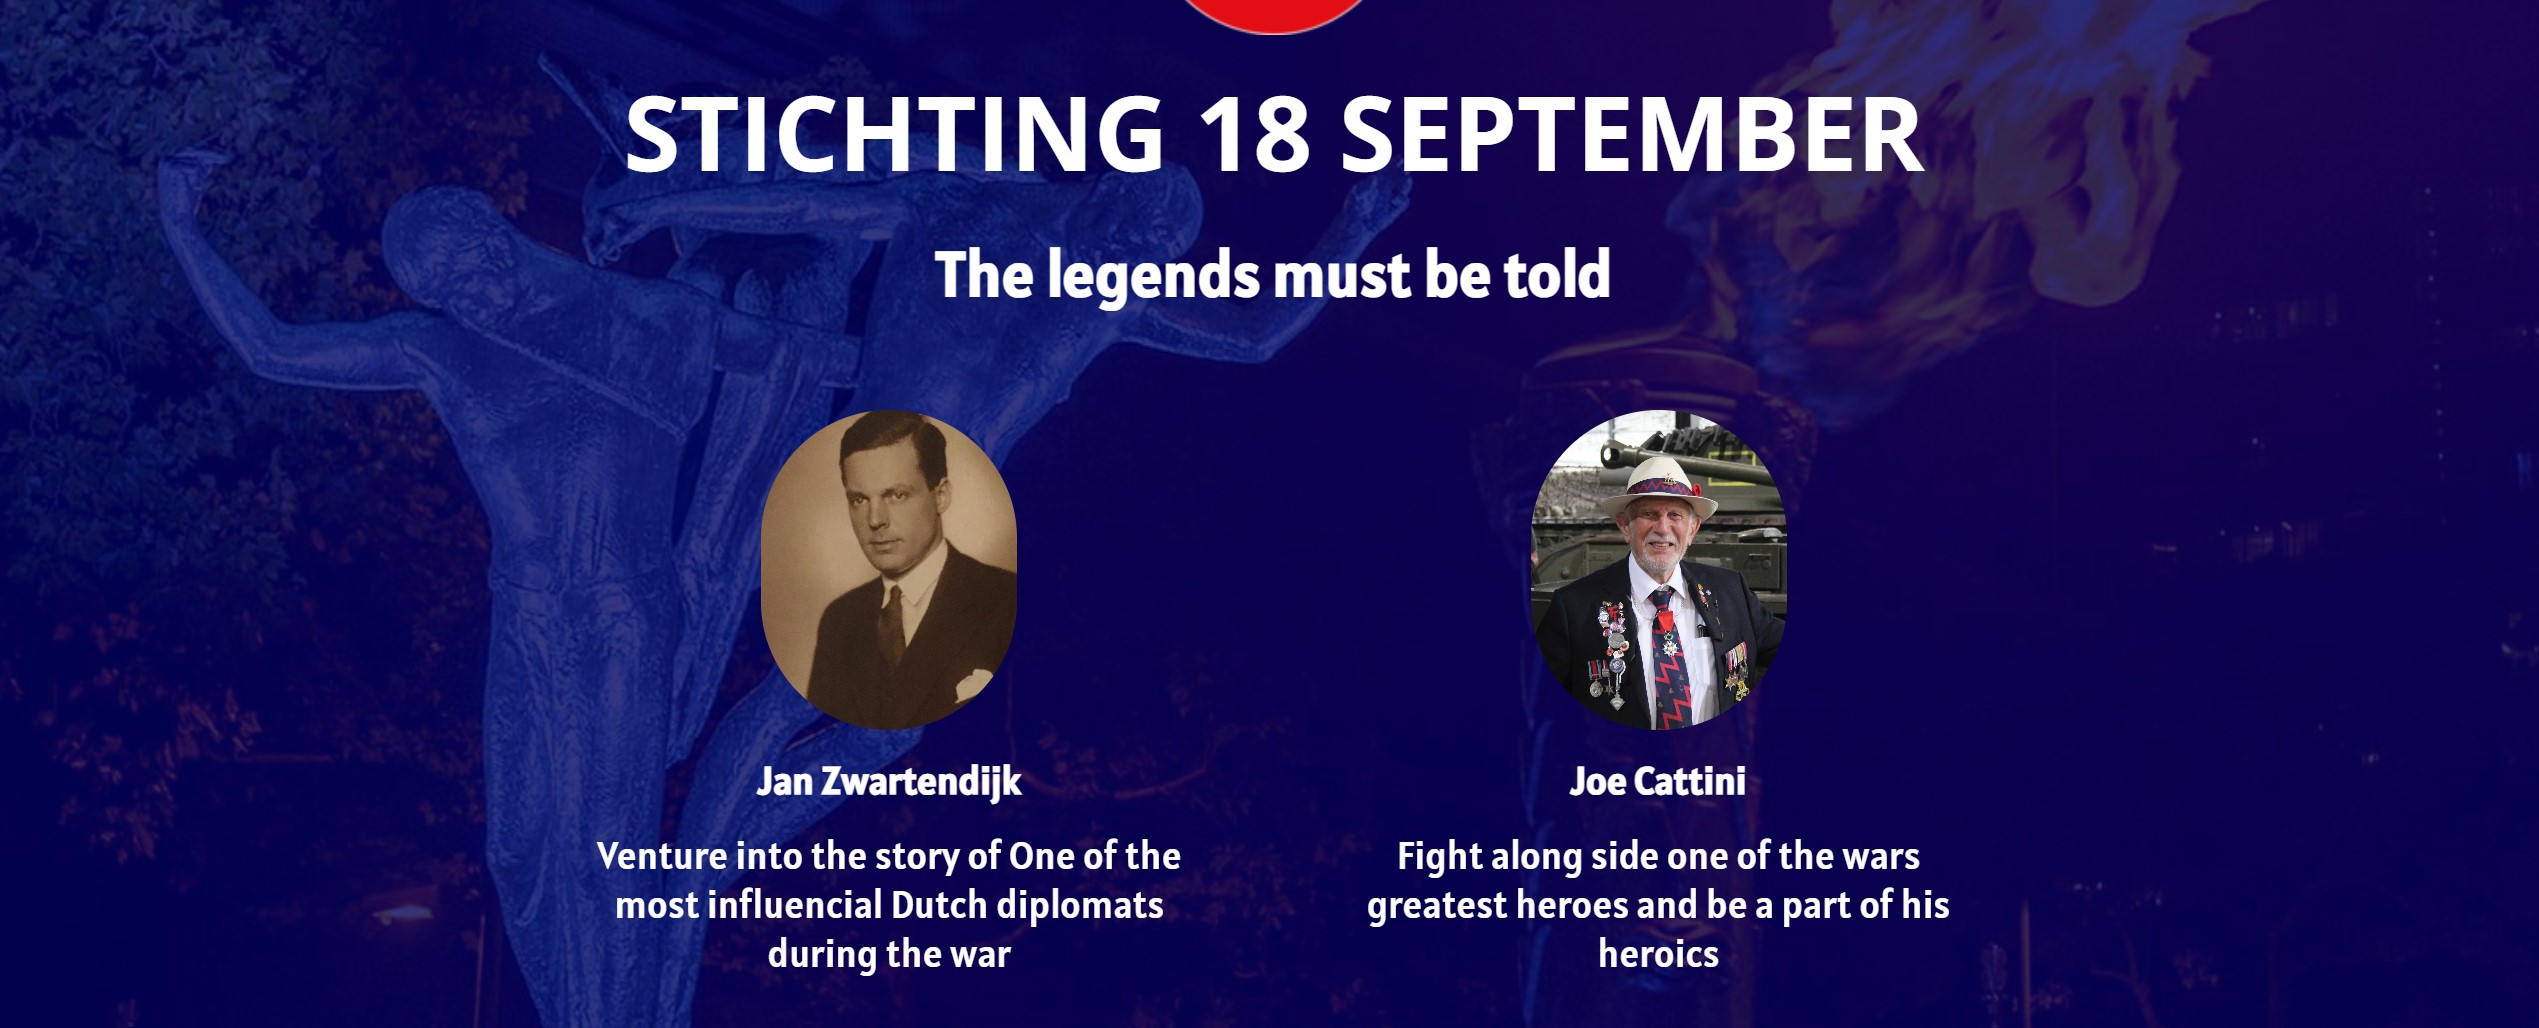 STICHTING 18 SEPTEMBER
The legends must be told
Jan Zwartendijk
Venture into the story of One of the
most influencial Dutch diplomats
during the war
Joe Cattini
Fight along side one of the wars
greatest heroes and be a part of his
heroics